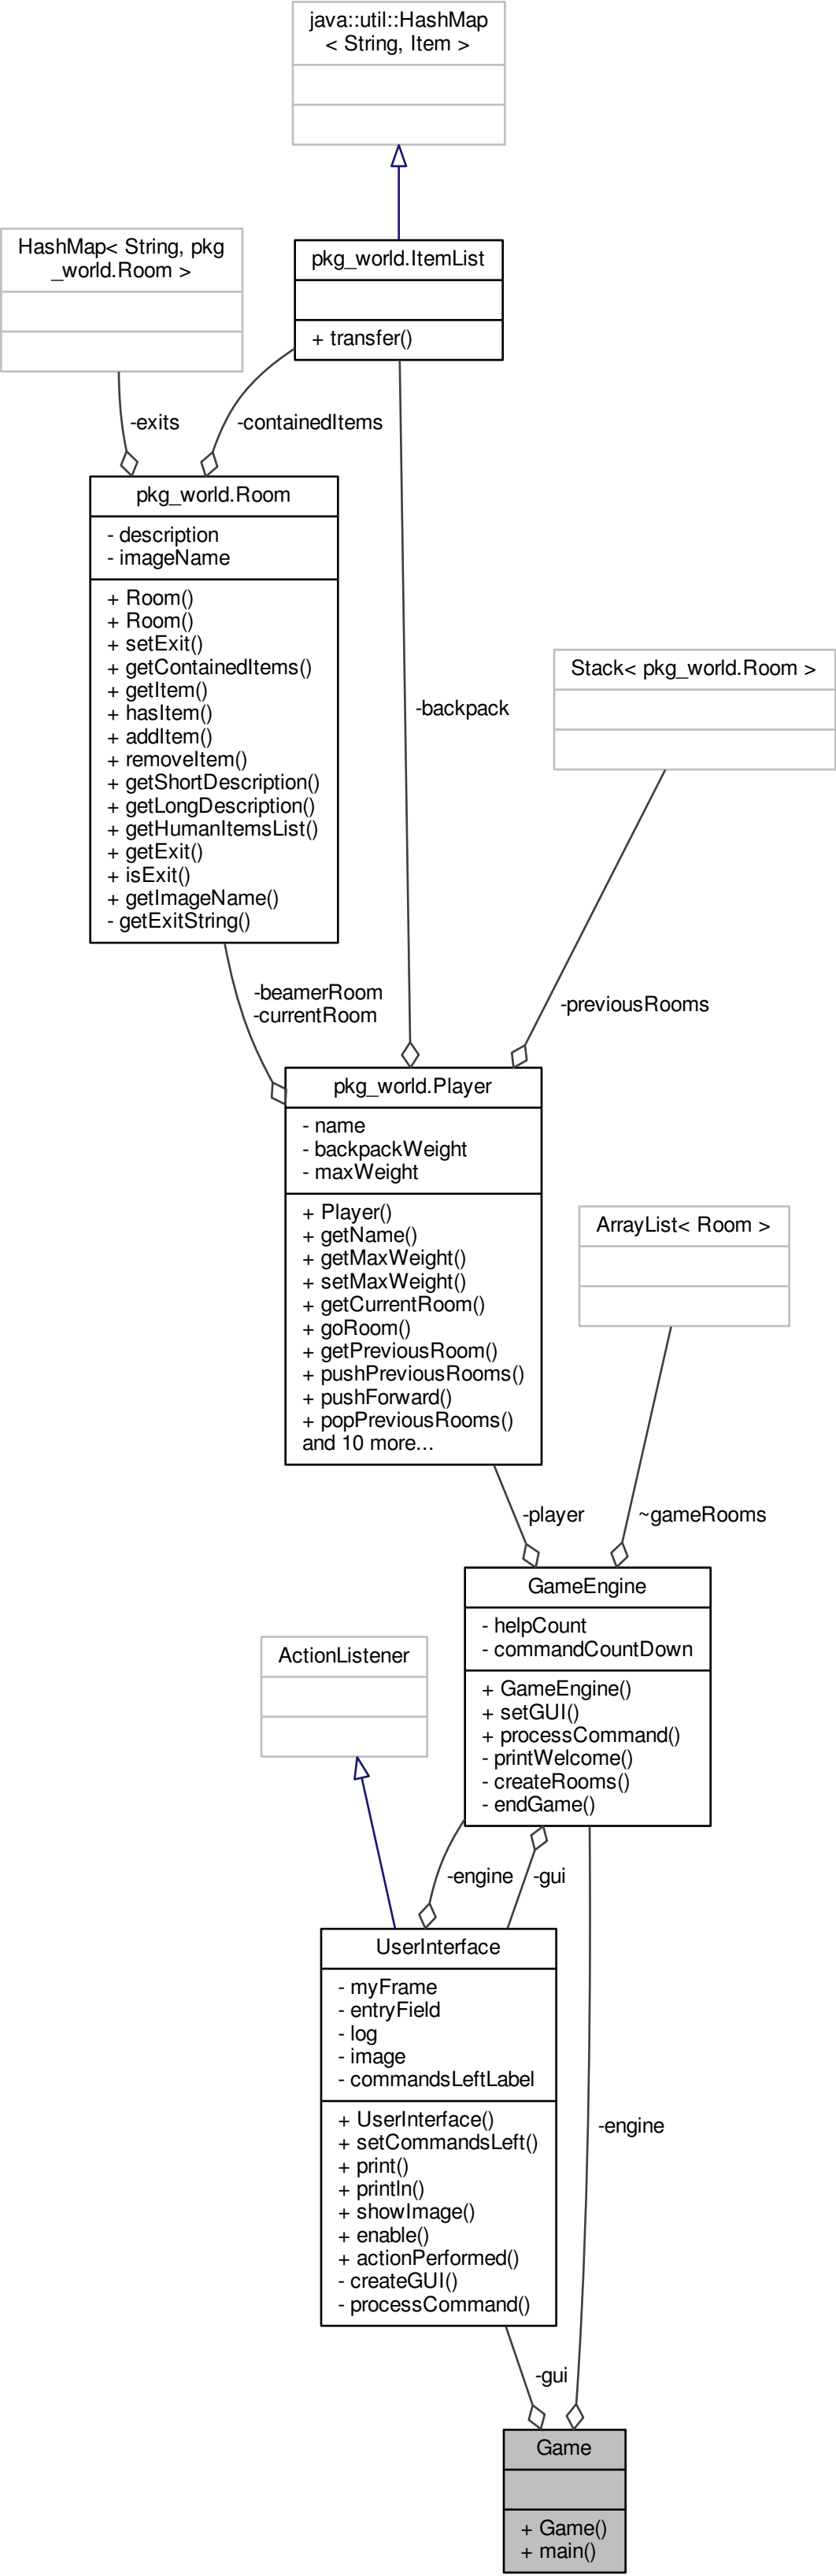 java::util::HashMap
< String, Item >
HashMap< String, pkg
_world.Room >
pkg_world.ItemList
+ transfer()
-exits
-containedItems
pkg_world.Room
- description
- imageName
+ Room()
+ Room()
+ setExit()
+ getContainedItems()
+ getItem()
+ hasItem()
+ addItem()
+ removeItem()
+ getShortDescription()
+ getLongDescription()
+ getHumanItemsList()
+ getExit()
+ isExit()
+ getImageName()
- getExitString()
-backpack
Stack< pkg_world.Room >
-beamerRoom
-currentRoom
-previousRooms
pkg_world.Player
- name
- backpackWeight
- maxWeight
+ Player()
+ getName()
+ getMaxWeight()
+ setMaxWeight()
+ getCurrentRoom()
+ goRoom()
+ getPreviousRoom()
+ pushPreviousRooms()
+ pushForward()
+ popPreviousRooms()
and 10 more...
ArrayList< Room >
-player
~gameRooms
GameEngine
- helpCount
- commandCountDown
+ GameEngine()
+ setGUI()
+ processCommand()
- printWelcome()
- createRooms()
- endGame()
ActionListener
-engine
-gui
UserInterface
- myFrame
- entryField
- log
- image
- commandsLeftLabel
+ UserInterface()
+ setCommandsLeft()
+ print()
+ println()
+ showImage()
+ enable()
+ actionPerformed()
- createGUI()
- processCommand()
-engine
-gui
Game
+ Game()
+ main()